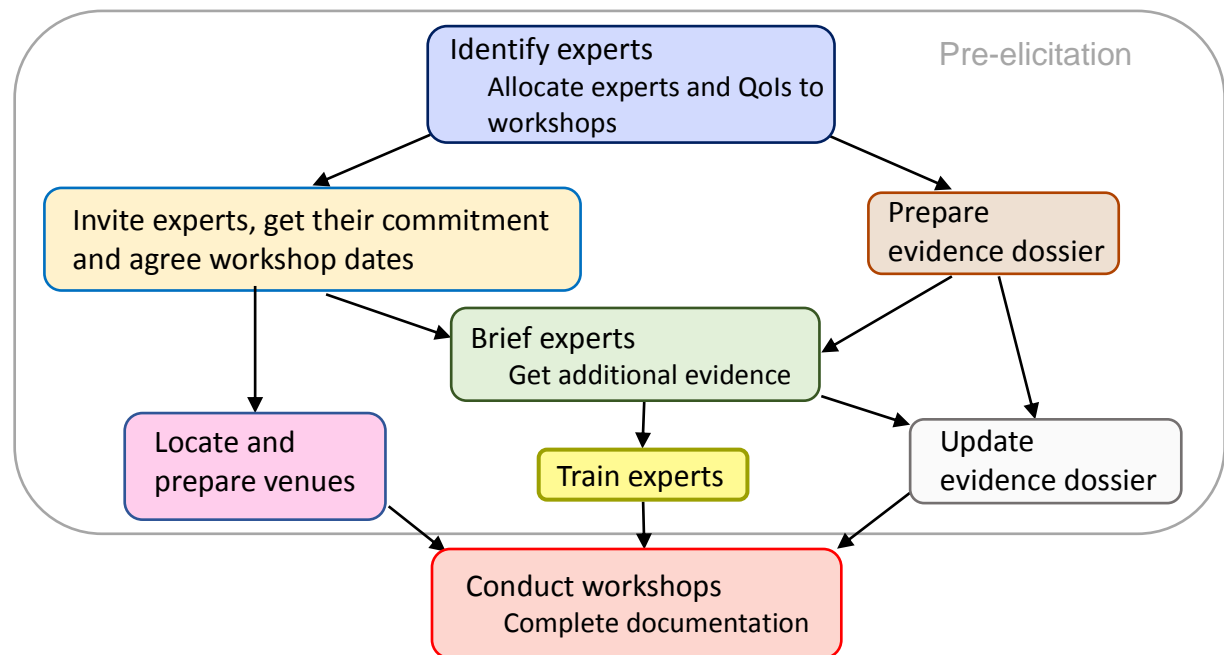 Pre-elicitation
Identify experts
Allocate experts and QoIs to
workshops
Invite experts, get their commitment
and agree workshop dates
Prepare
evidence dossier
Brief experts
Get additional evidence
Locate and
prepare venues
Train experts
Update
evidence dossier
Conduct workshops
Complete documentation